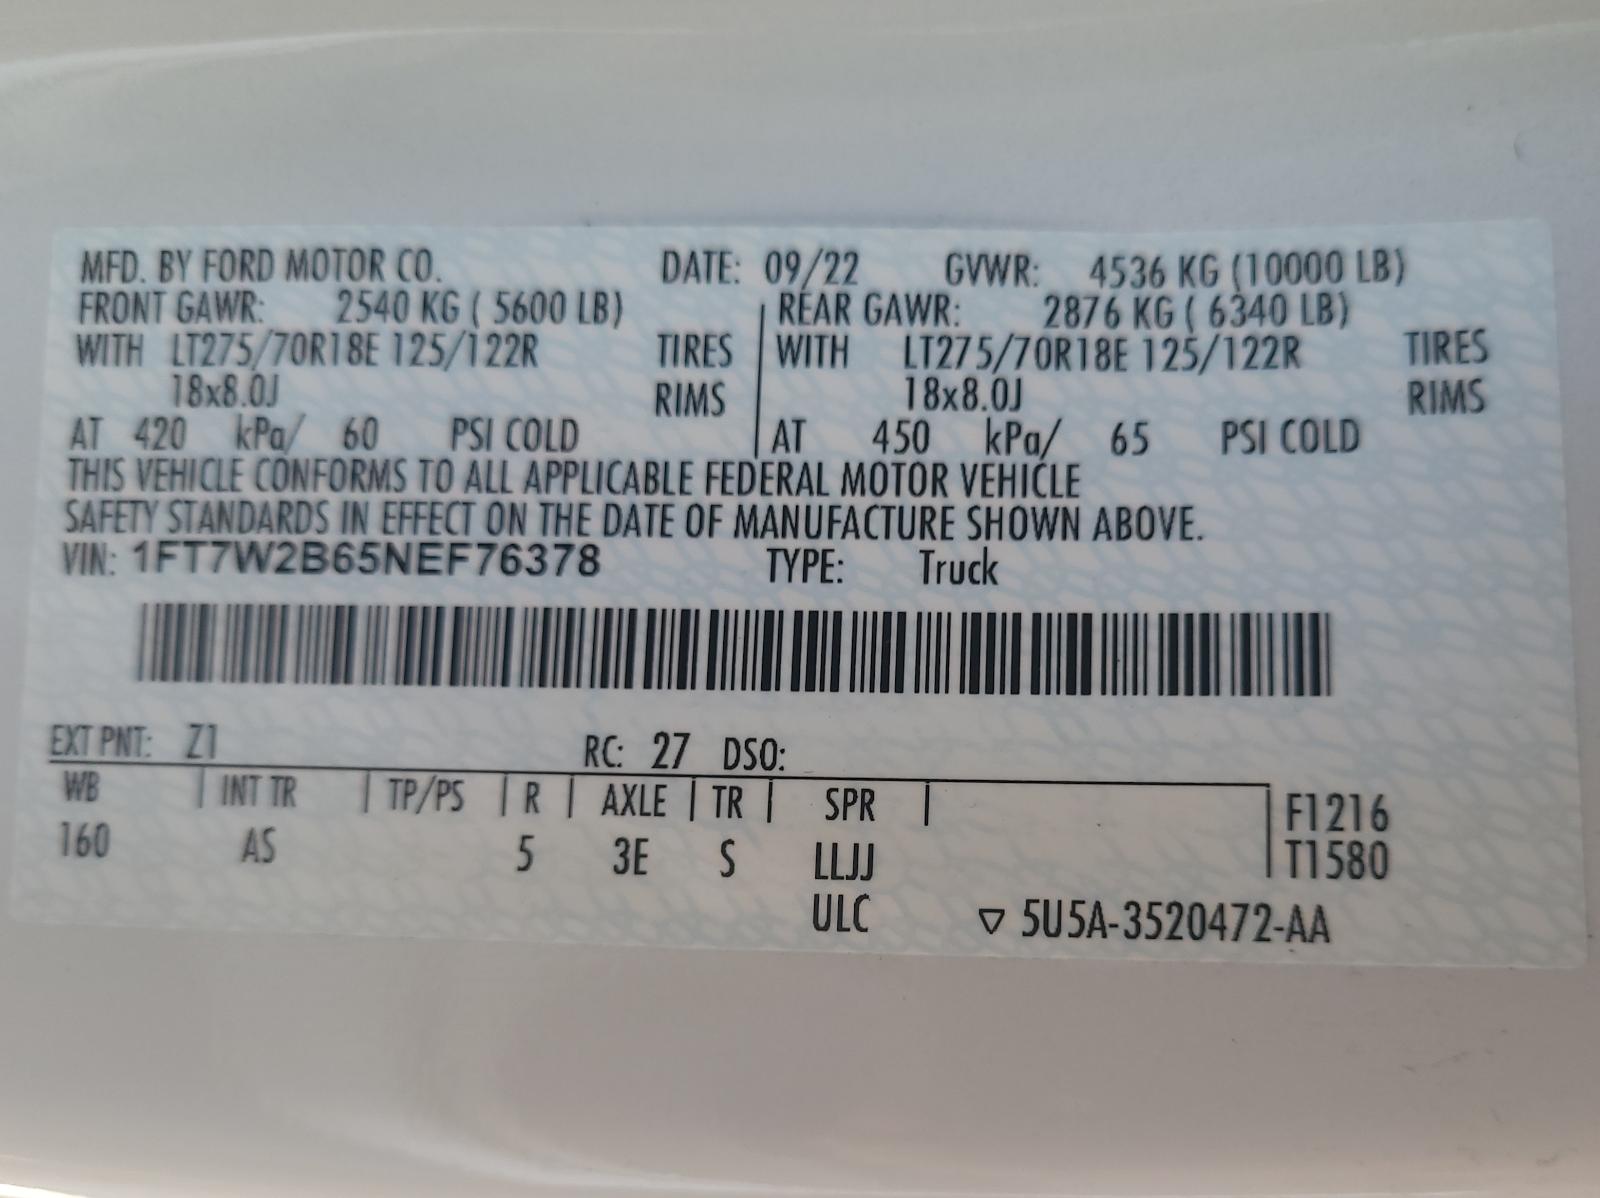 MFD. BY FORD MOTOR CO. DATE: 09/22 GVWR: 4536 KG (10000 LB)
FRONT GAWR: 2540 KG ( 5600 LB) REAR GAWR: 2876 KG ( 6340 LB)
WITH LT275/70R18E 125/122R TIRES WITH LT275/70R18E 125/122R TIRES
18x8.0J RIMS 18x8.0J RIMS
AT 420 kPa/ 60 PSI COLD AT 450 kPa/ 65 PSI COLD
THIS VEHICLE CONFORMS TO ALL APPLICABLE FEDERAL MOTOR VEHICLE
SAFETY STANDARDS IN EFFECT ON THE DATE OF MANUFACTURE SHOWN ABOVE.
VIN: 1FT7W2B65NEF76378 TYPE: Truck
EXT PNT: Z1 RC: 27 DSO:
WB | INT TR | TP/PS | R | AXLE | TR | SPR | F1216
160 AS 5 3E S LLJJ T1580
ULC ▽ 5U5A-3520472-AA